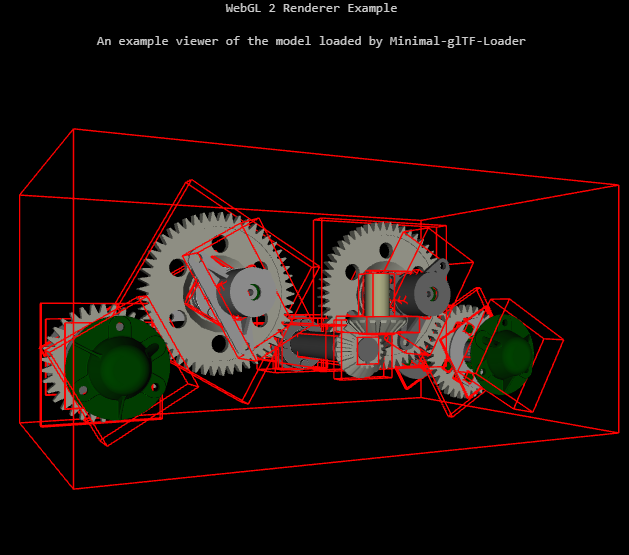 WebGL 2 Renderer Example
An example viewer of the model loaded by Minimal-glTF-Loader